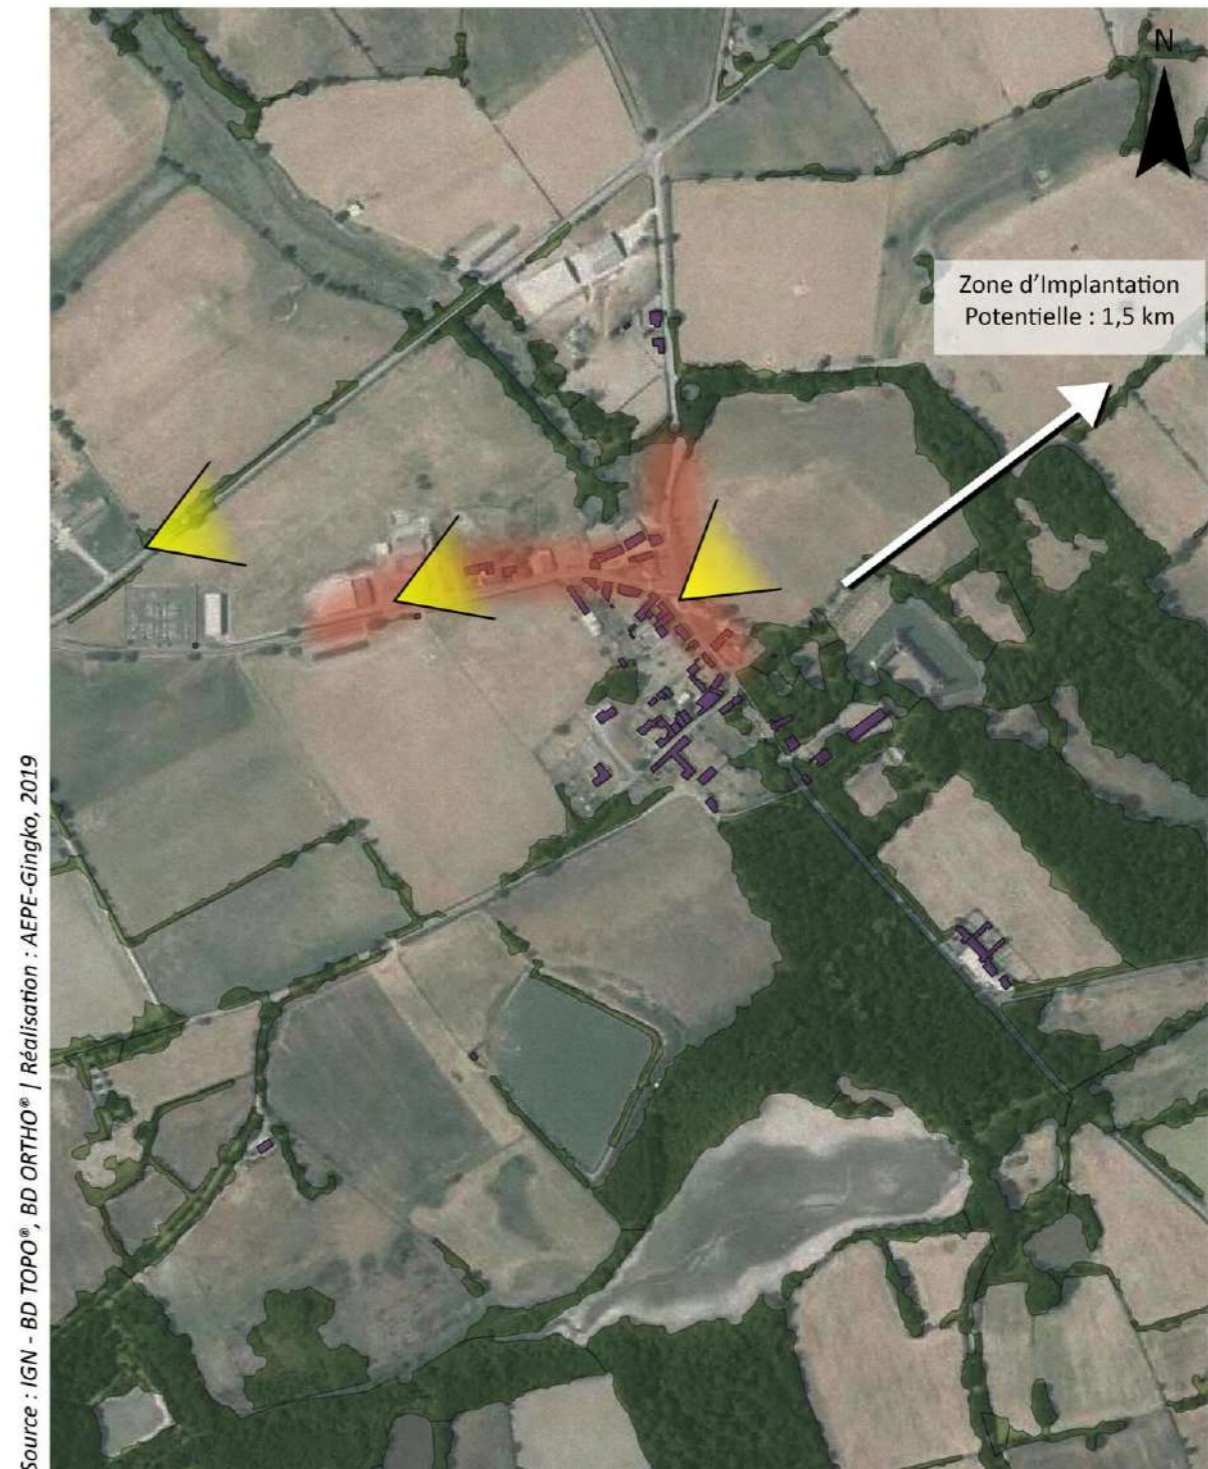 N
Zone d'Implantation
Potentielle : 1,5 km
Source : IGN - BD TOPO®, BD ORTHO® | Réalisation : AEPE-Gingko, 2019